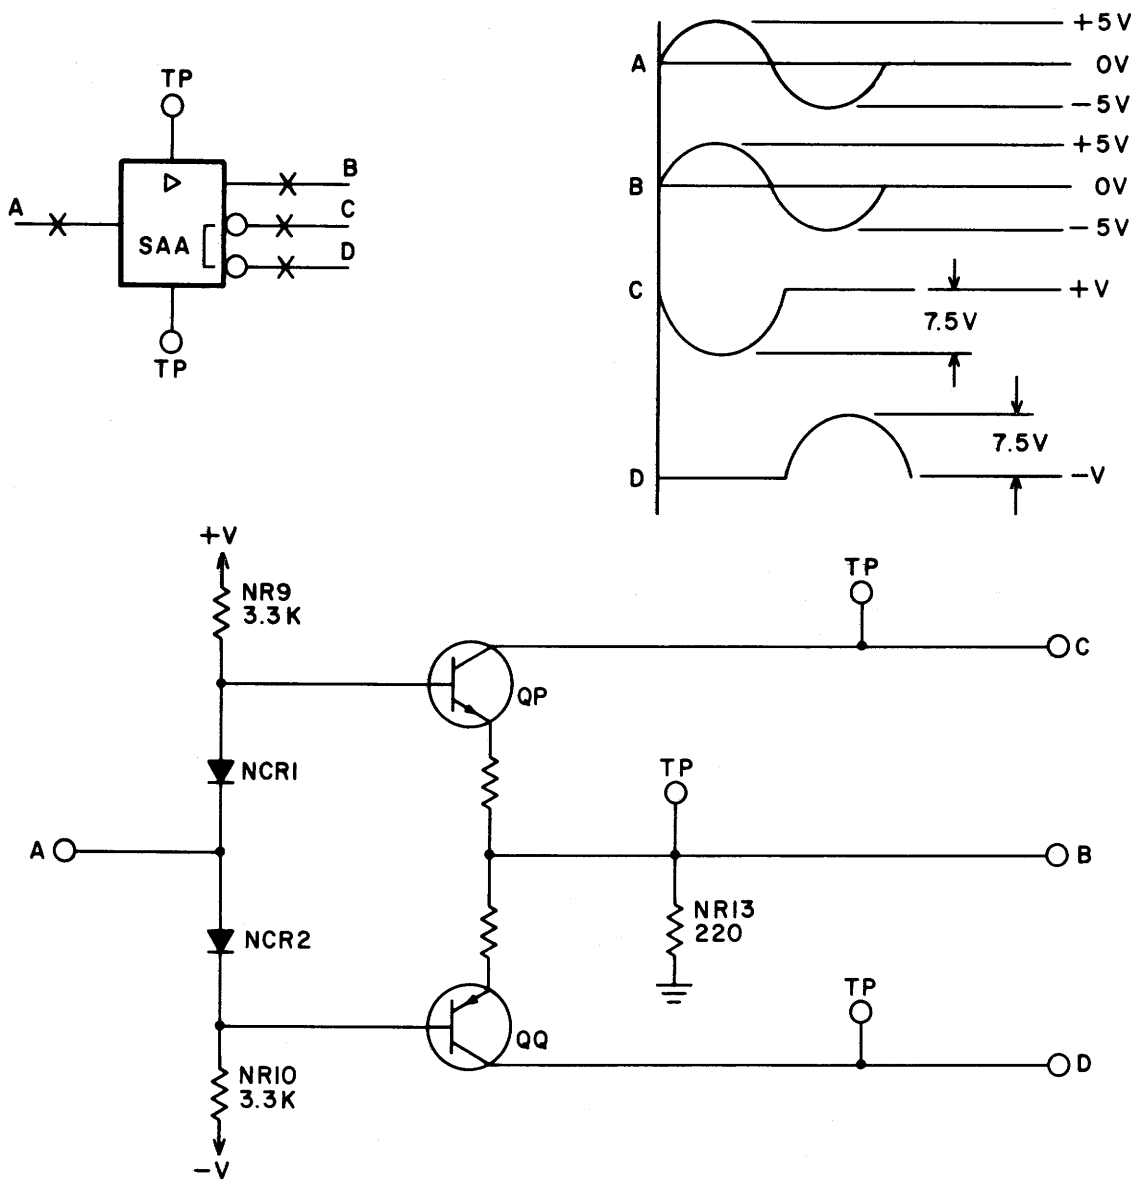 TP
A
SAA
B
C
D
TP
A
+5V
0V
-5V
B
+5V
0V
-5V
C
+V
7.5V
D
7.5V
-V
+V
NR9
3.3K
QP
TP
C
NCR1
A
TP
B
NCR2
NR13
220
QQ
TP
D
NR10
3.3K
-V